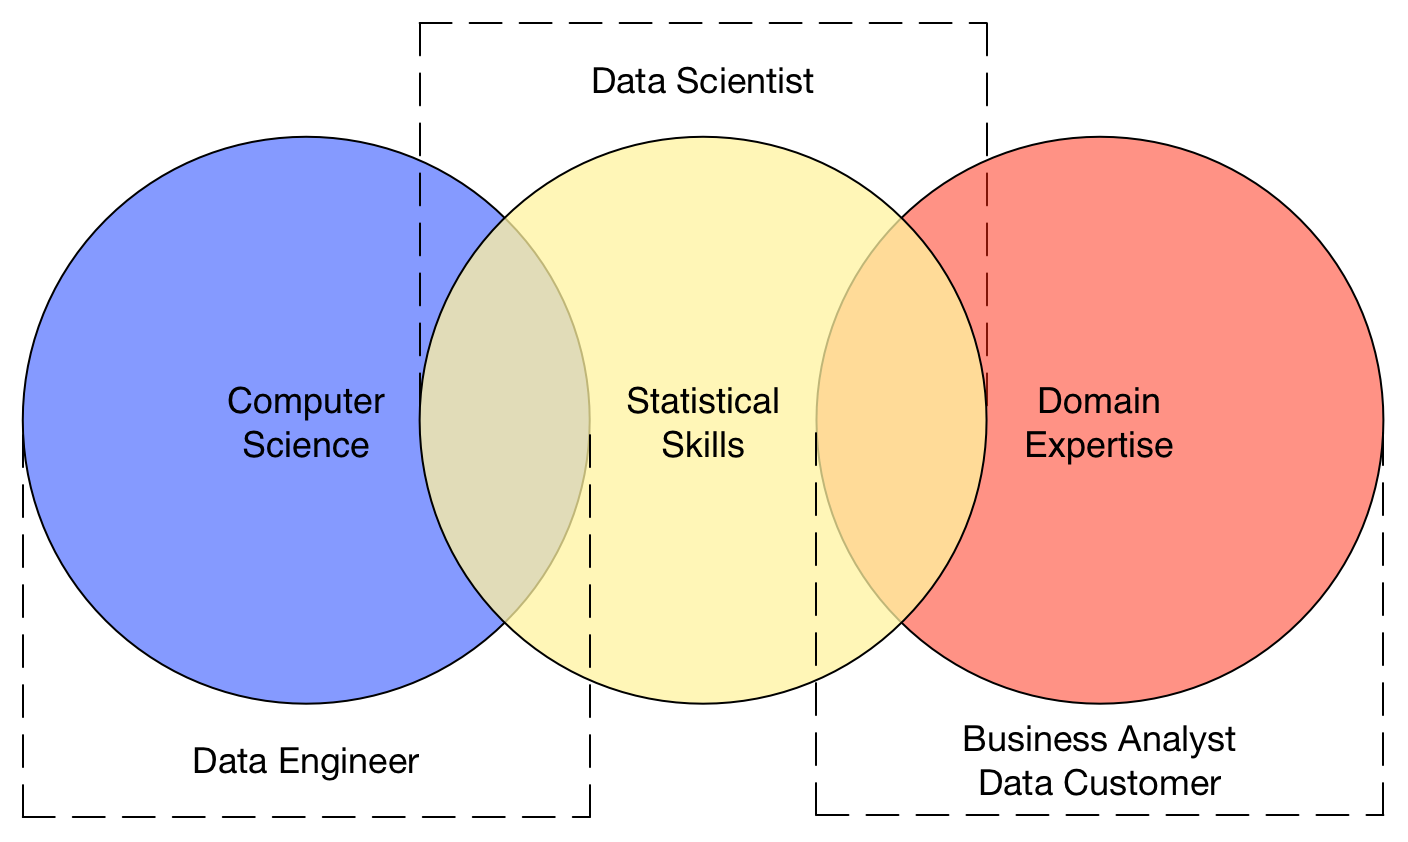 Data Scientist
Computer
Science
Statistical
Skills
Domain
Expertise
Data Engineer
Business Analyst
Data Customer